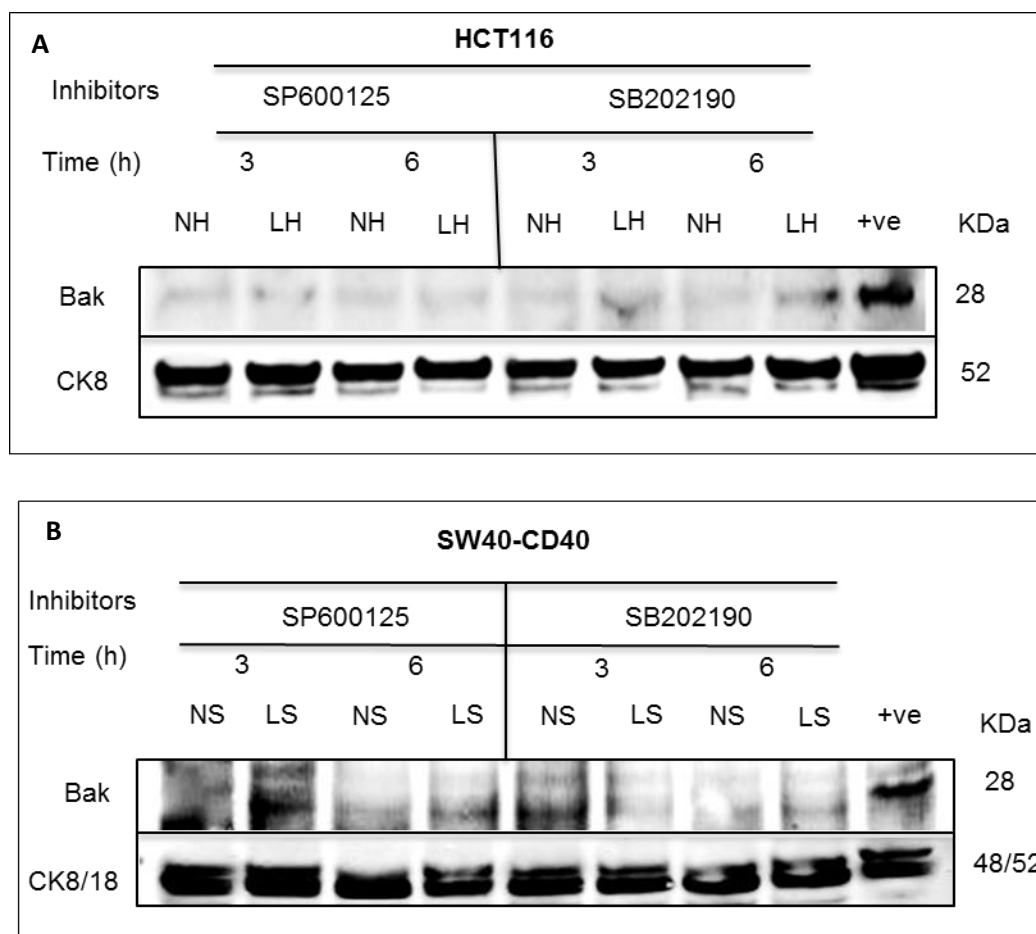 A
HCT116
Inhibitors SP600125 SB202190
Time (h) 3 6 3 6
NH LH NH LH NH LH NH LH +ve KDa
Bak 28
CK8 52
B
SW40-CD40
Inhibitors SP600125 SB202190
Time (h) 3 6 3 6
NS LS NS LS NS LS NS LS +ve KDa
Bak 28
CK8/18 48/52